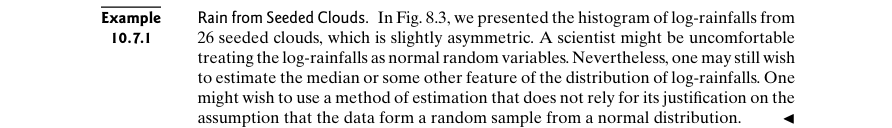 Example Rain from Seeded Clouds. In Fig. 8.3, we presented the histogram of log-rainfalls from
10.7.1 26 seeded clouds, which is slightly asymmetric. A scientist might be uncomfortable
treating the log-rainfalls as normal random variables. Nevertheless, one may still wish
to estimate the median or some other feature of the distribution of log-rainfalls. One
might wish to use a method of estimation that does not rely for its justification on the
assumption that the data form a random sample from a normal distribution. ◄